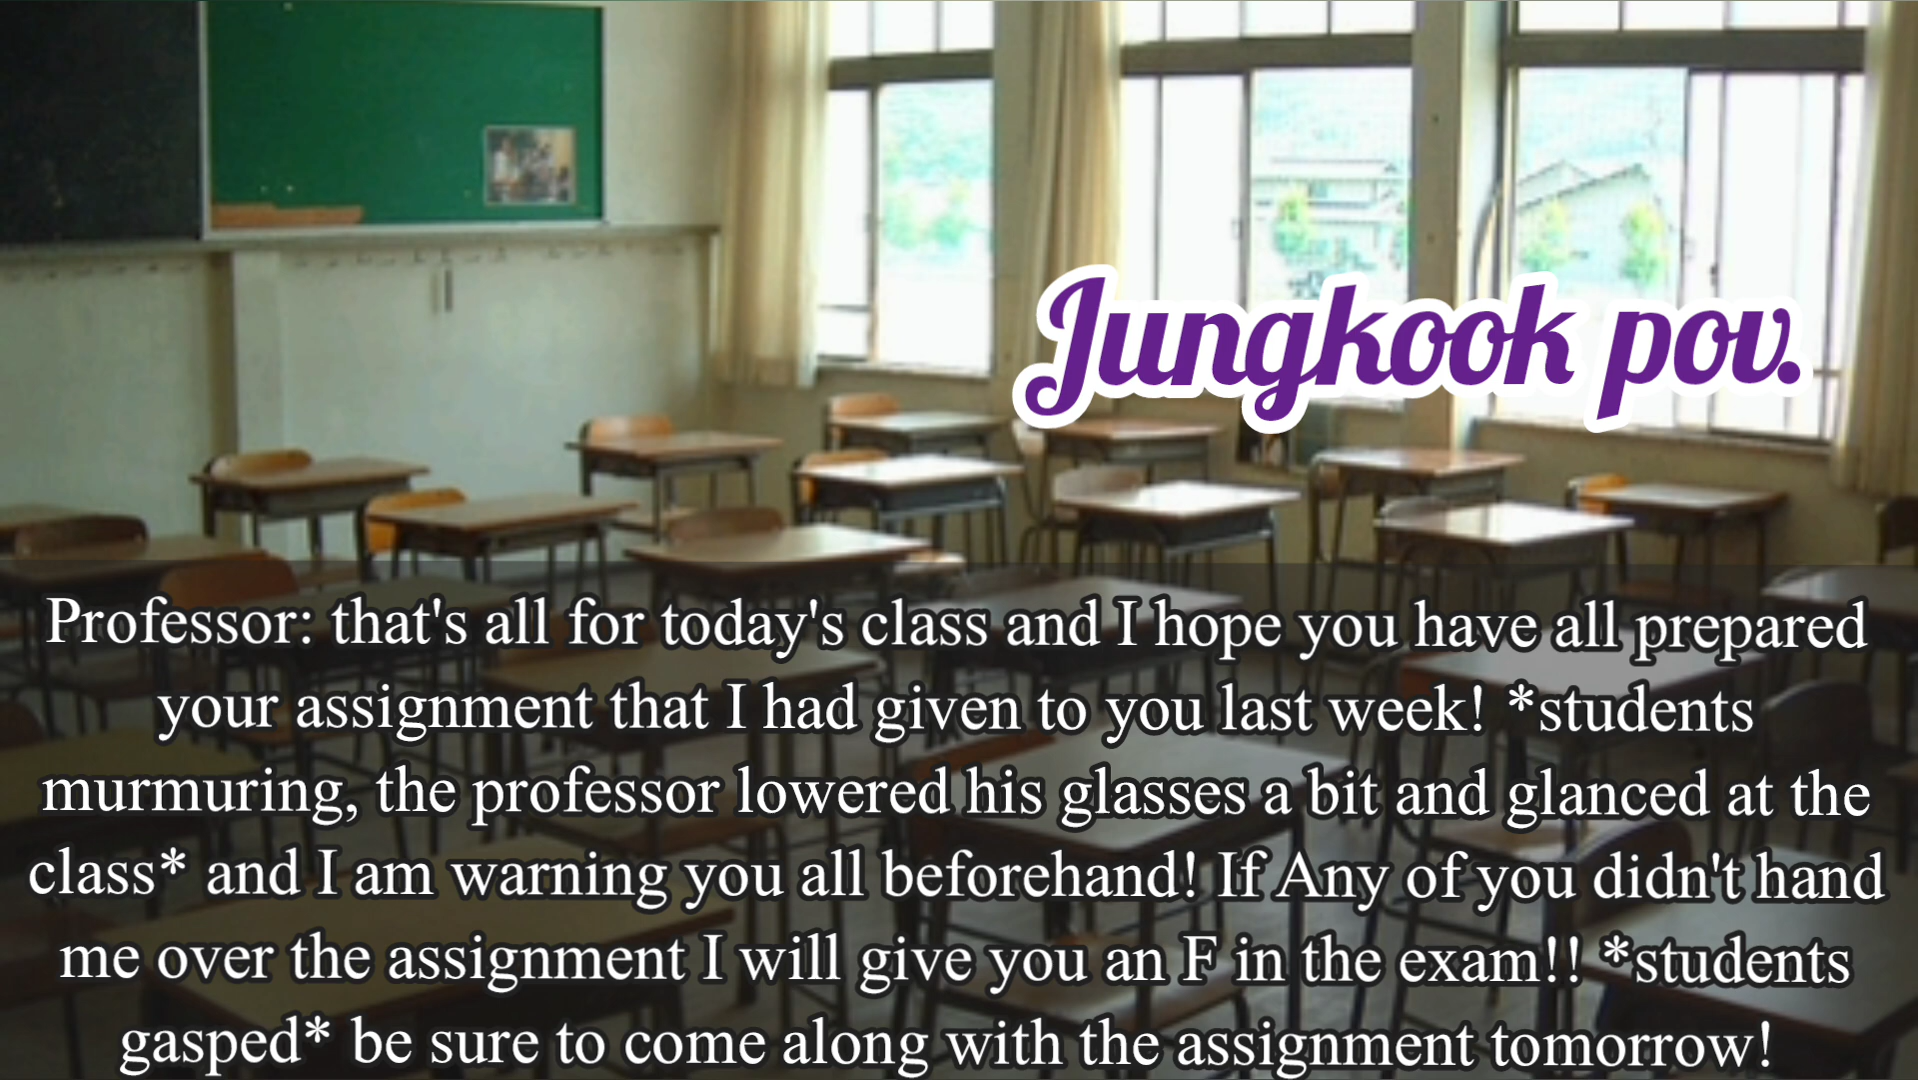 Jungkook pov.
Professor: that's all for today's class and I hope you have all prepared
your assignment that I had given to you last week! *students
murmuring, the professor lowered his glasses a bit and glanced at the
class* and I am warning you all beforehand! If Any of you didn't hand
me over the assignment I will give you an F in the exam!! *students
gasped* be sure to come along with the assignment tomorrow!